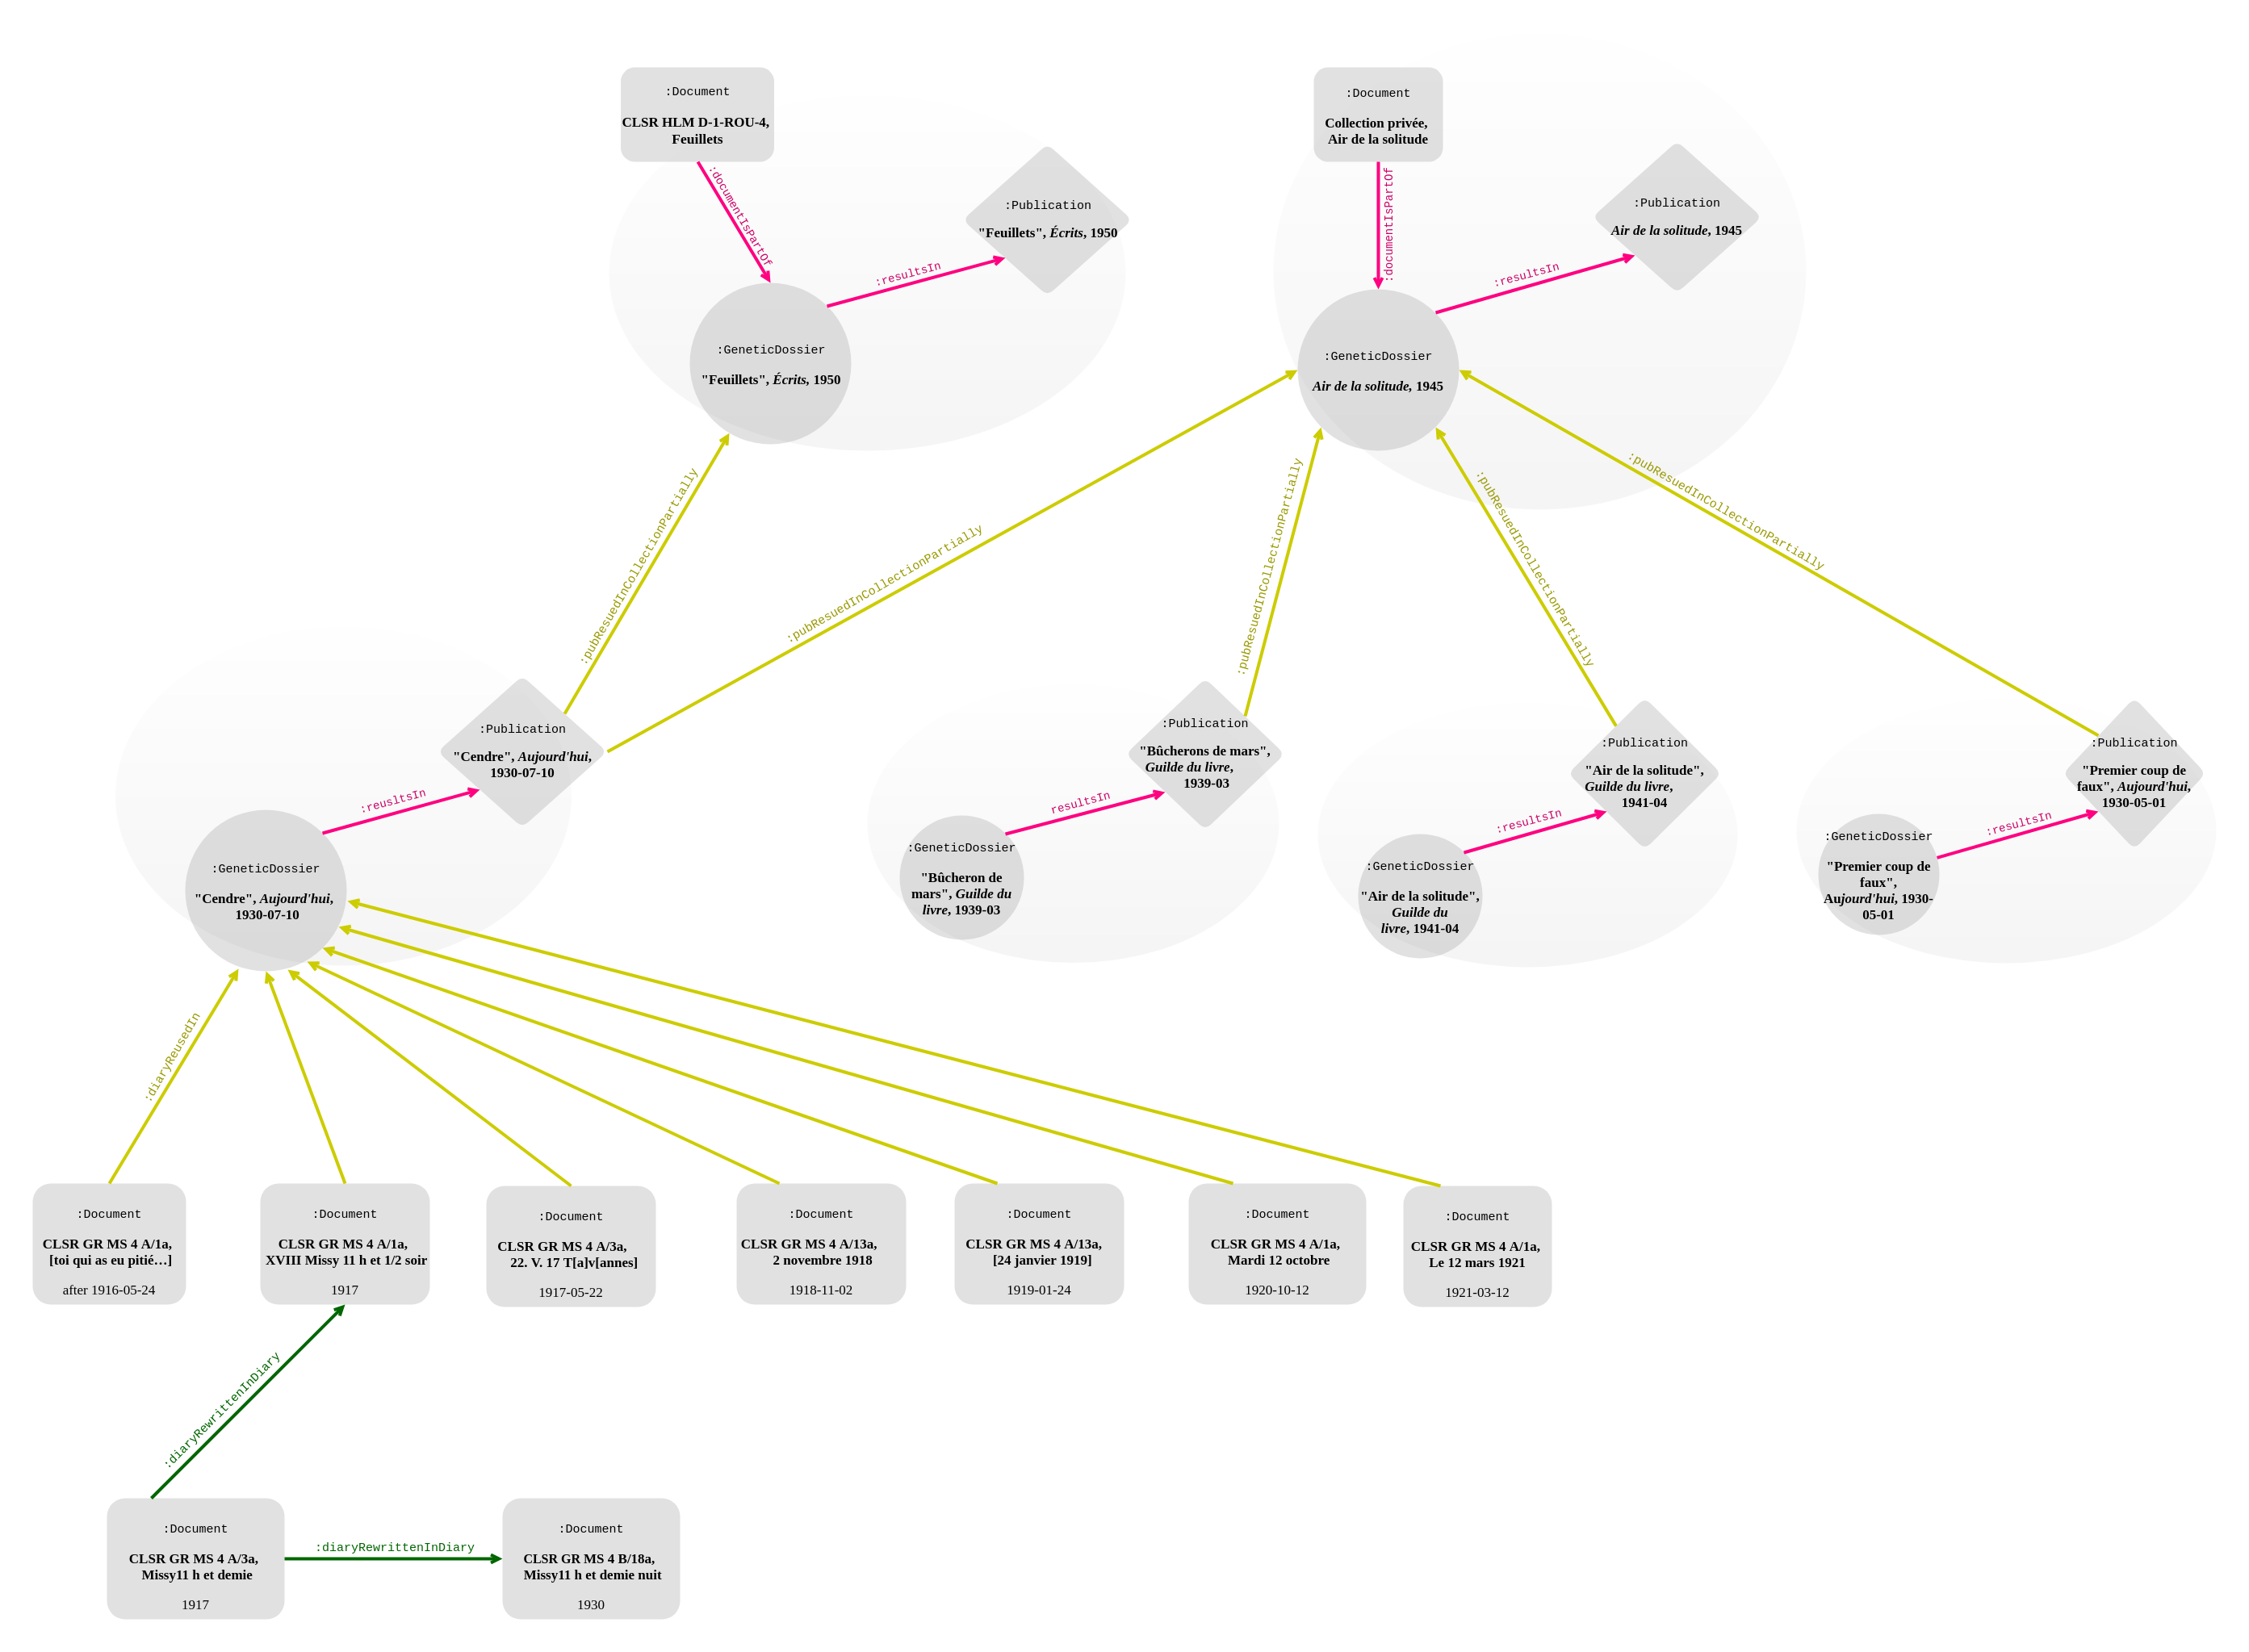 :Document
CLSR HLM D-1-ROU-4,
Feuillets
:documentIsPartOf
:Publication
"Feuillets", Écrits, 1950
:resultsIn
:GeneticDossier
"Feuillets", Écrits, 1950
:Document
Collection privée,
Air de la solitude
:documentIsPartOf
:Publication
Air de la solitude, 1945
:resultsIn
:GeneticDossier
Air de la solitude, 1945
:pubResuedInCollectionPartially
:pubResuedInCollectionPartially
:pubResuedInCollectionPartially
:pubResuedInCollectionPartially
:pubResuedInCollectionPartially
:Publication
"Cendre", Aujourd'hui,
1930-07-10
:reusltsIn
:GeneticDossier
"Cendre", Aujourd'hui,
1930-07-10
:Publication
"Bûcherons de mars",
Guilde du livre,
1939-03
resultsIn
:GeneticDossier
"Bûcheron de
mars", Guilde du
livre, 1939-03
:Publication
"Air de la solitude",
Guilde du livre,
1941-04
:resultsIn
:GeneticDossier
"Air de la solitude",
Guilde du
livre, 1941-04
:Publication
"Premier coup de
faux", Aujourd'hui,
1930-05-01
:resultsIn
:GeneticDossier
"Premier coup de
faux",
Aujourd'hui, 1930-
05-01
:diaryReusedIn
:Document
CLSR GR MS 4 A/1a,
[toi qui as eu pitié…]
after 1916-05-24
:Document
CLSR GR MS 4 A/1a,
XVIII Missy 11 h et 1/2 soir
1917
:Document
CLSR GR MS 4 A/3a,
22. V. 17 T[a]v[annes]
1917-05-22
:Document
CLSR GR MS 4 A/13a,
2 novembre 1918
1918-11-02
:Document
CLSR GR MS 4 A/13a,
[24 janvier 1919]
1919-01-24
:Document
CLSR GR MS 4 A/1a,
Mardi 12 octobre
1920-10-12
:Document
CLSR GR MS 4 A/1a,
Le 12 mars 1921
1921-03-12
:diaryRewrittenInDiary
:Document
CLSR GR MS 4 A/3a,
Missy11 h et demie
1917
:diaryRewrittenInDiary
:Document
CLSR GR MS 4 B/18a,
Missy11 h et demie nuit
1930